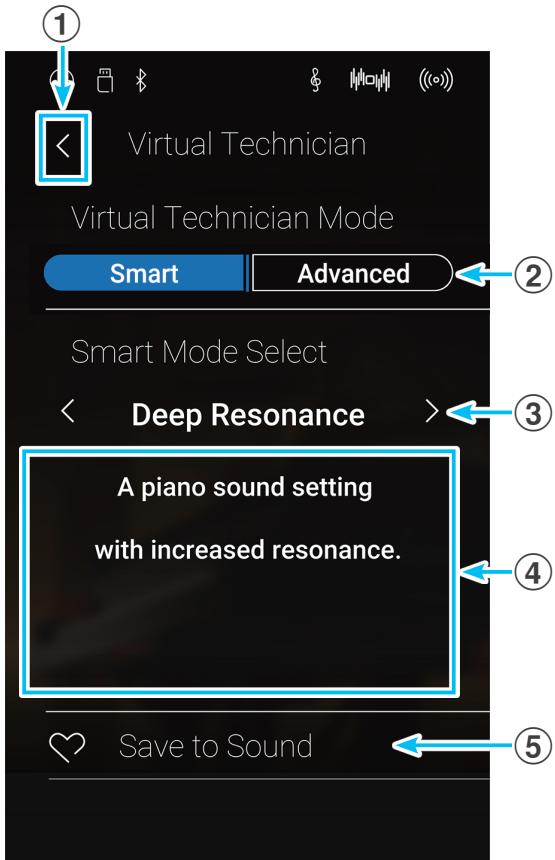 1
Virtual Technician
Virtual Technician Mode
Smart Advanced
2
Smart Mode Select
Deep Resonance
3
A piano sound setting
with increased resonance.
4
Save to Sound
5